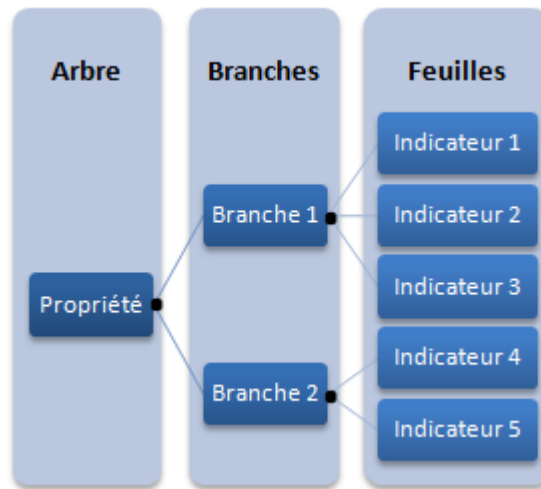 Arbre
Branches
Feuilles
Propriété
Branche 1
Branche 2
Indicateur 1
Indicateur 2
Indicateur 3
Indicateur 4
Indicateur 5